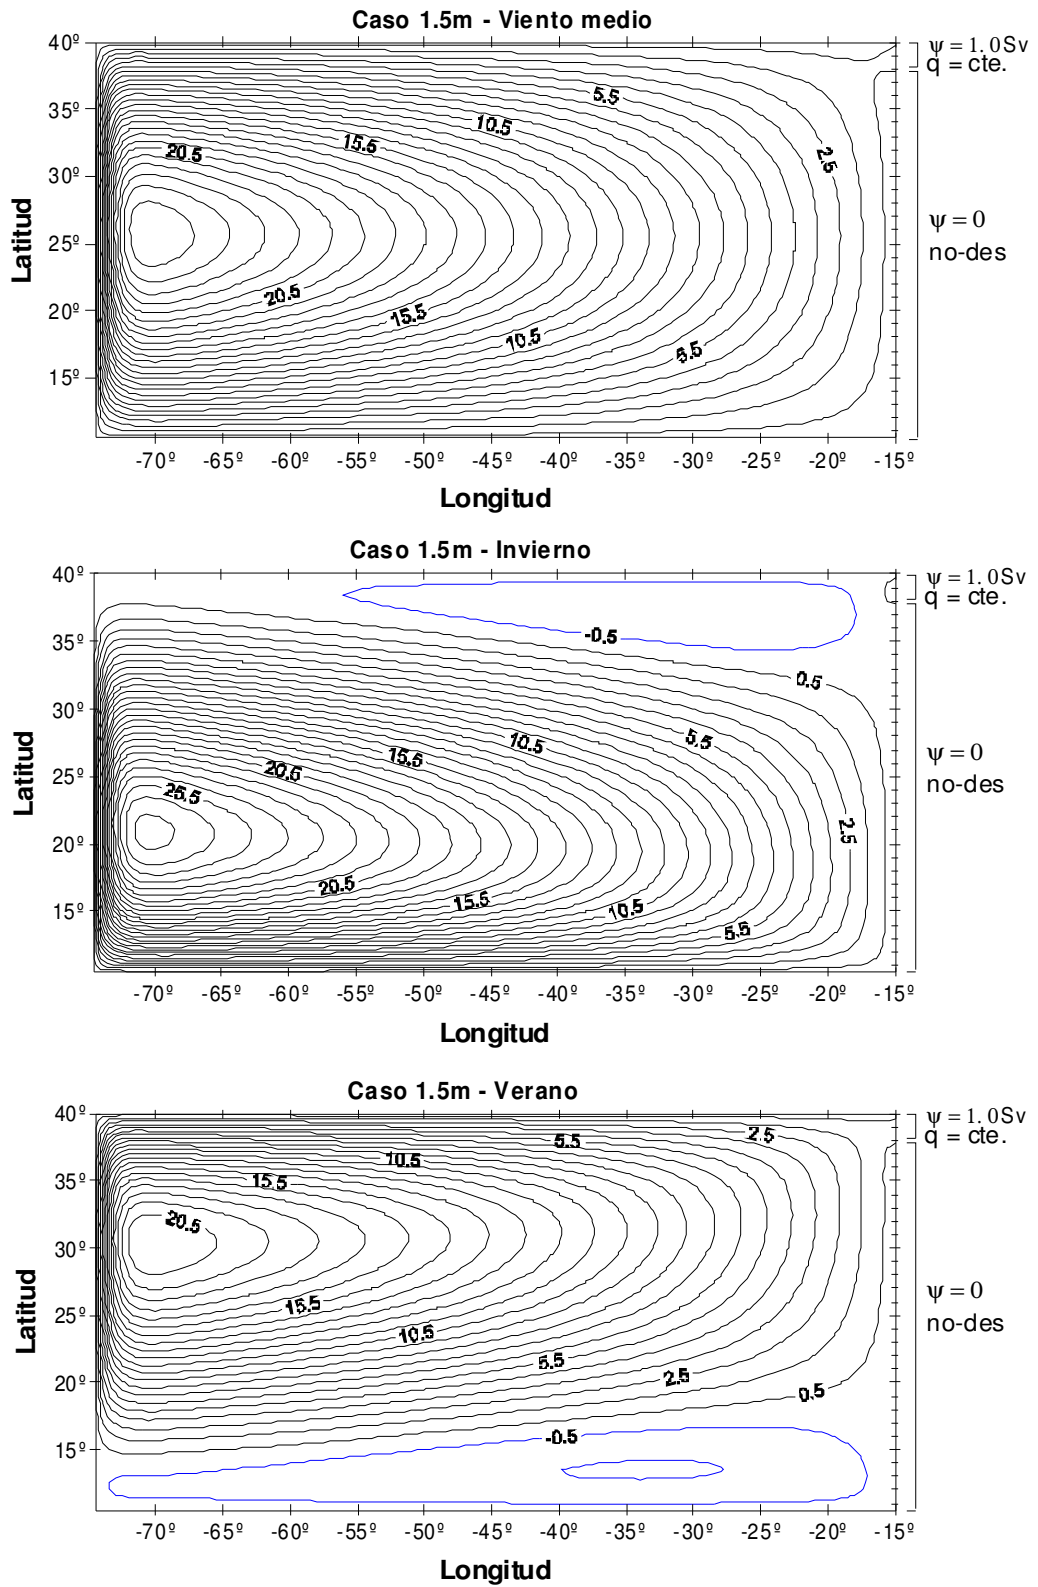 Caso 1.5m - Viento medio
40º
ψ = 1.0Sv
q = cte.
35º
5.5
10.5
15.5
2.5
20.5
30º
Latitud
ψ = 0
25º
no-des
20.5
20º
15.5
10.5
5.5
15º
-70º -65º -60º -55º -50º -45º -40º -35º -30º -25º -20º -15º
Longitud
Caso 1.5m - Invierno
40º
ψ = 1.0Sv
q = cte.
35º
-0.5
0.5
30º
5.5
10.5
15.5
Latitud
ψ = 0
20.5
25º
no-des
25.5
2.5
20º
20.5
15.5
10.5
15º
5.5
-70º -65º -60º -55º -50º -45º -40º -35º -30º -25º -20º -15º
Longitud
Caso 1.5m - Verano
40º
ψ = 1.0Sv
2.5
q = cte.
5.5
10.5
35º
15.5
20.5
30º
Latitud
ψ = 0
15.5
25º
no-des
10.5
5.5
2.5
20º
0.5
-0.5
15º
-70º -65º -60º -55º -50º -45º -40º -35º -30º -25º -20º -15º
Longitud